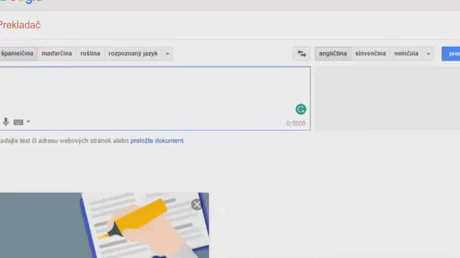 Prekladač
španielčina maďarčina ruština rozpoznaný jazyk
angličtina slovenčina nemčina
0/5000
adajte text či adresu webových stránok alebo preložte dokument